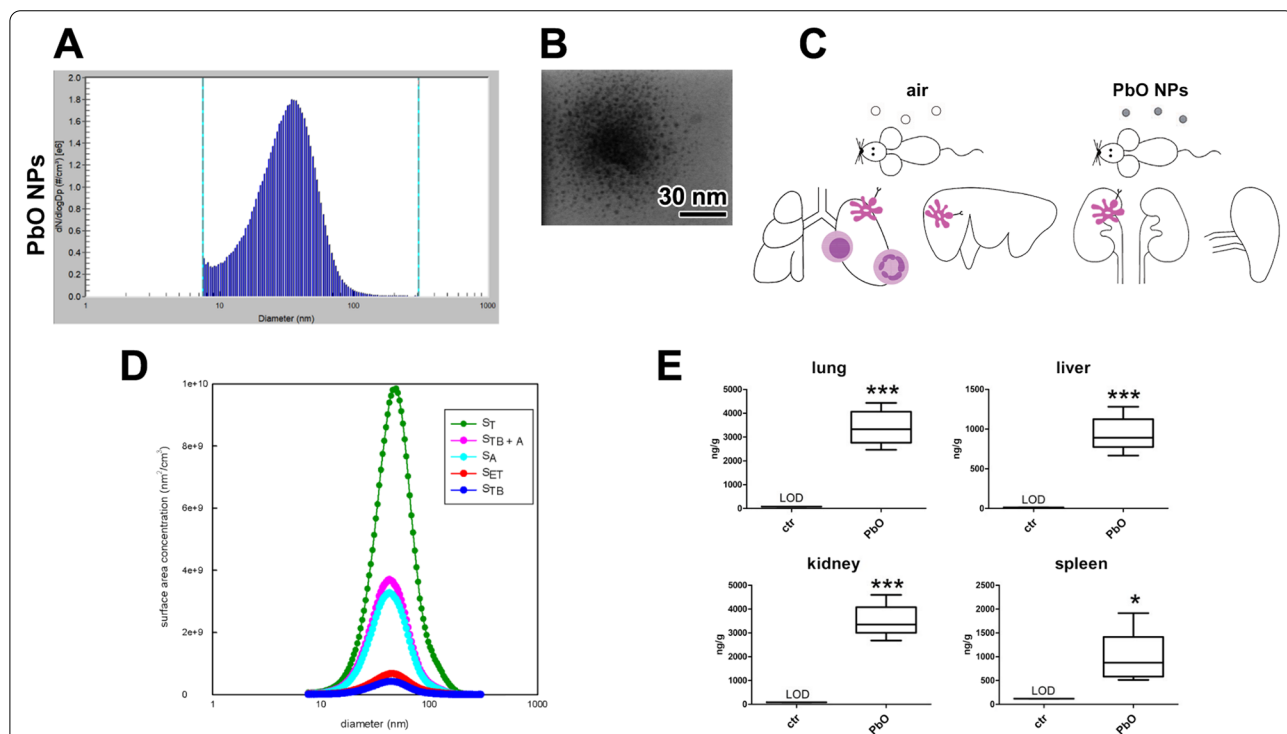 A
PbO NPs
dN/dlogDp (#/cm³) [e6]
2.0
1.8
1.6
1.4
1.2
1.0
0.8
0.6
0.4
0.2
0.0
1
10
100
1000
Diameter (nm)
B
30 nm
C
air
PbO NPs
D
surface area concentration (nm²/cm³)
1e+10
8e+9
6e+9
4e+9
2e+9
0
1
10
100
1000
diameter (nm)
S_T
S_TB + A
S_A
S_ET
S_TB
E
lung
ng/g
5000
4000
3000
2000
1000
0
LOD
***
ctr
PbO
liver
ng/g
1500
1000
500
0
LOD
***
ctr
PbO
kidney
ng/g
5000
4000
3000
2000
1000
0
LOD
***
ctr
PbO
spleen
ng/g
2500
2000
1500
1000
500
0
LOD
*
ctr
PbO